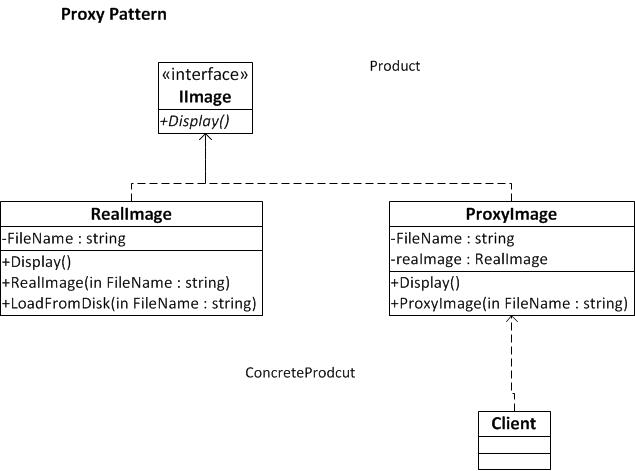 Proxy Pattern
Product
«interface»
IImage
+Display()
RealImage
-FileName : string
+Display()
+RealImage(in FileName : string)
+LoadFromDisk(in FileName : string)
ProxyImage
-FileName : string
-reaImage : RealImage
+Display()
+ProxyImage(in FileName : string)
ConcreteProdcut
Client